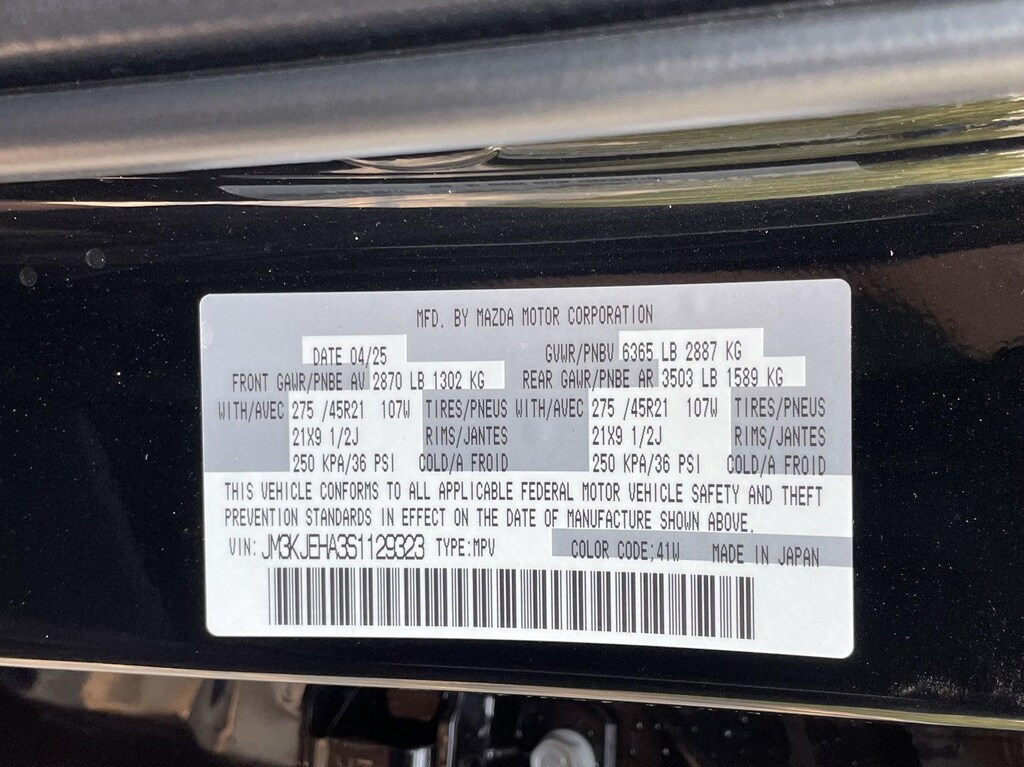 MFD. BY MAZDA MOTOR CORPORATION
DATE 04/25 GVWR/PNBV 6365 LB 2887 KG
FRONT GAWR/PNBE AV 2870 LB 1302 KG REAR GAWR/PNBE AR 3503 LB 1589 KG
WITH/AVEC 275 /45R21 107W TIRES/PNEUS WITH/AVEC 275 /45R21 107W TIRES/PNEUS
21X9 1/2J RIMS/JANTES 21X9 1/2J RIMS/JANTES
250 KPA/36 PSI COLD/A FROID 250 KPA/36 PSI COLD/A FROID
THIS VEHICLE CONFORMS TO ALL APPLICABLE FEDERAL MOTOR VEHICLE SAFETY AND THEFT
PREVENTION STANDARDS IN EFFECT ON THE DATE OF MANUFACTURE SHOWN ABOVE.
VIN: JM3KJEHA3S1129323 TYPE:MPV COLOR CODE;41W MADE IN JAPAN